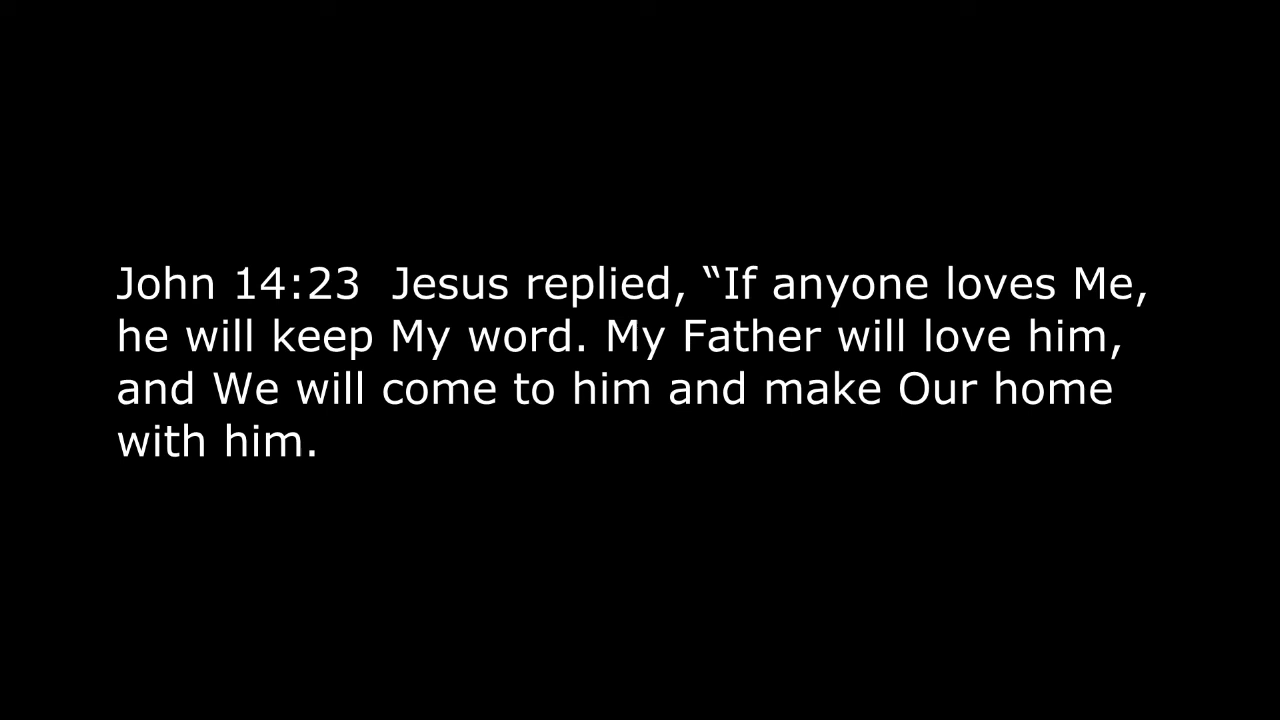 John 14:23  Jesus replied, “If anyone loves Me,
he will keep My word. My Father will love him,
and We will come to him and make Our home
with him.